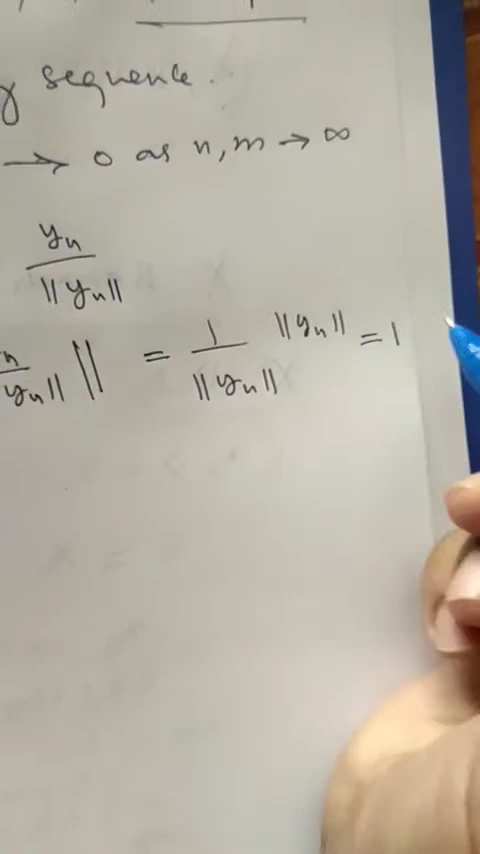 y sequence.
→ 0 as n, m → ∞
yₙ / ||yₙ||
n / yₙ|| || = 1 / ||yₙ|| ||yₙ|| = 1